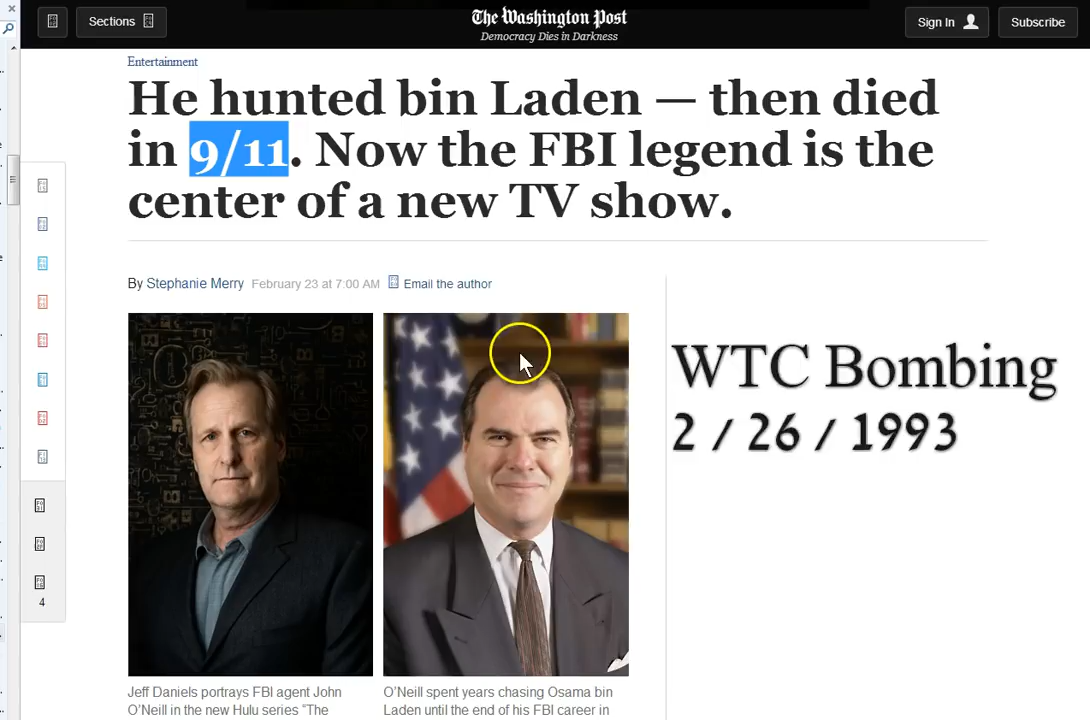 The Washington Post
Democracy Dies in Darkness
Sections
Sign In
Subscribe
Entertainment
He hunted bin Laden — then died
in 9/11. Now the FBI legend is the
center of a new TV show.
By Stephanie Merry February 23 at 7:00 AM Email the author
WTC Bombing
2 / 26 / 1993
4
Jeff Daniels portrays FBI agent John
O'Neill in the new Hulu series "The
O'Neill spent years chasing Osama bin
Laden until the end of his FBI career in